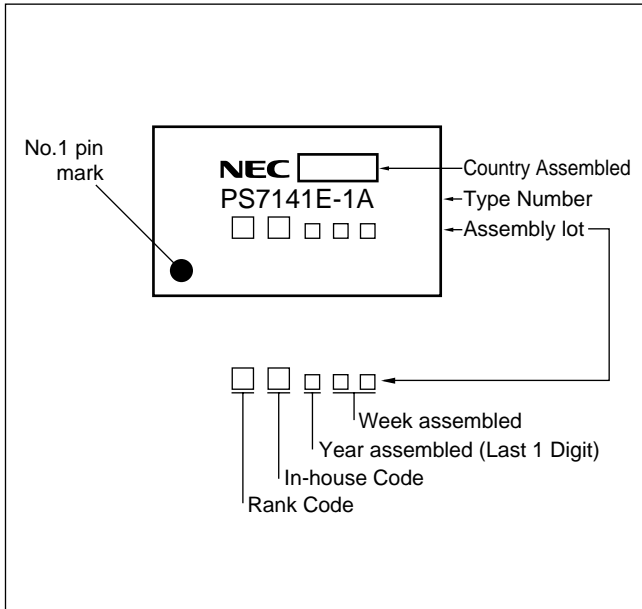 No.1 pin
mark
NEC
Country Assembled
PS7141E-1A
Type Number
Assembly lot
Week assembled
Year assembled (Last 1 Digit)
In-house Code
Rank Code